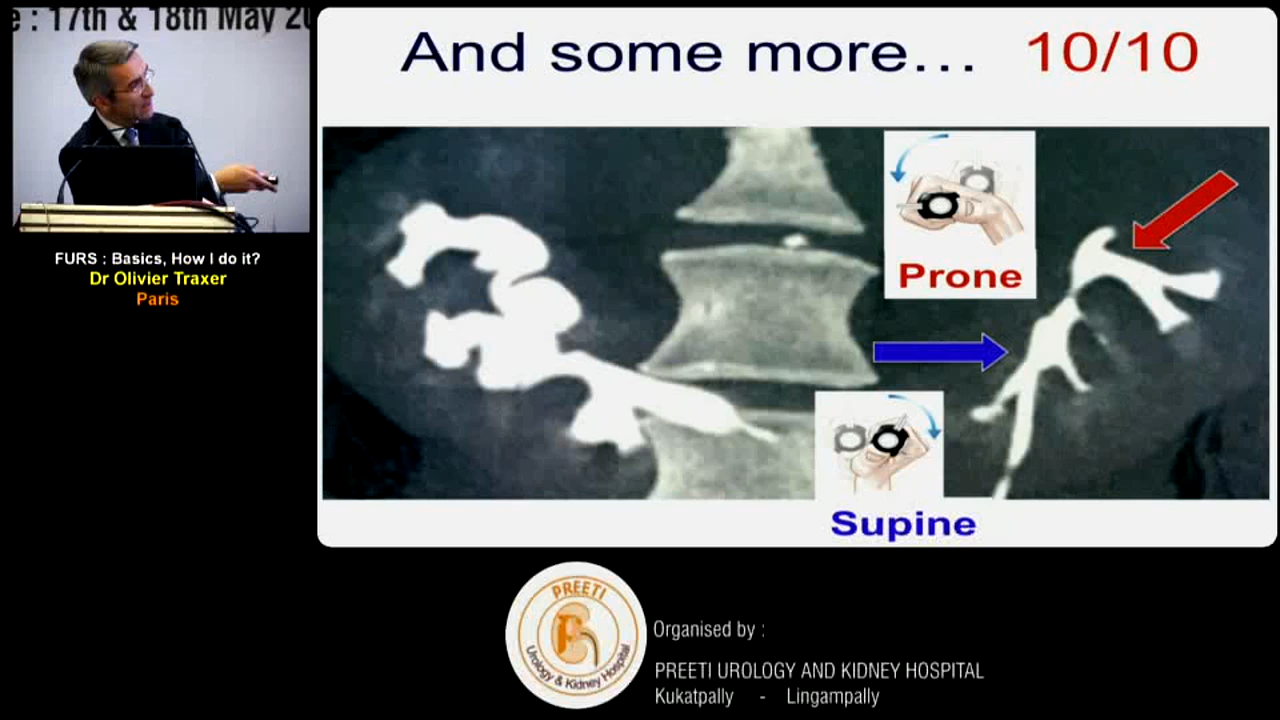 e : 17th & 18th May 20
And some more... 10/10
Prone
Supine
FURS : Basics, How I do it?
Dr Olivier Traxer
Paris
PREETI
Urology & Kidney Hospital
Organised by :
PREETI UROLOGY AND KIDNEY HOSPITAL
Kukatpally - Lingampally